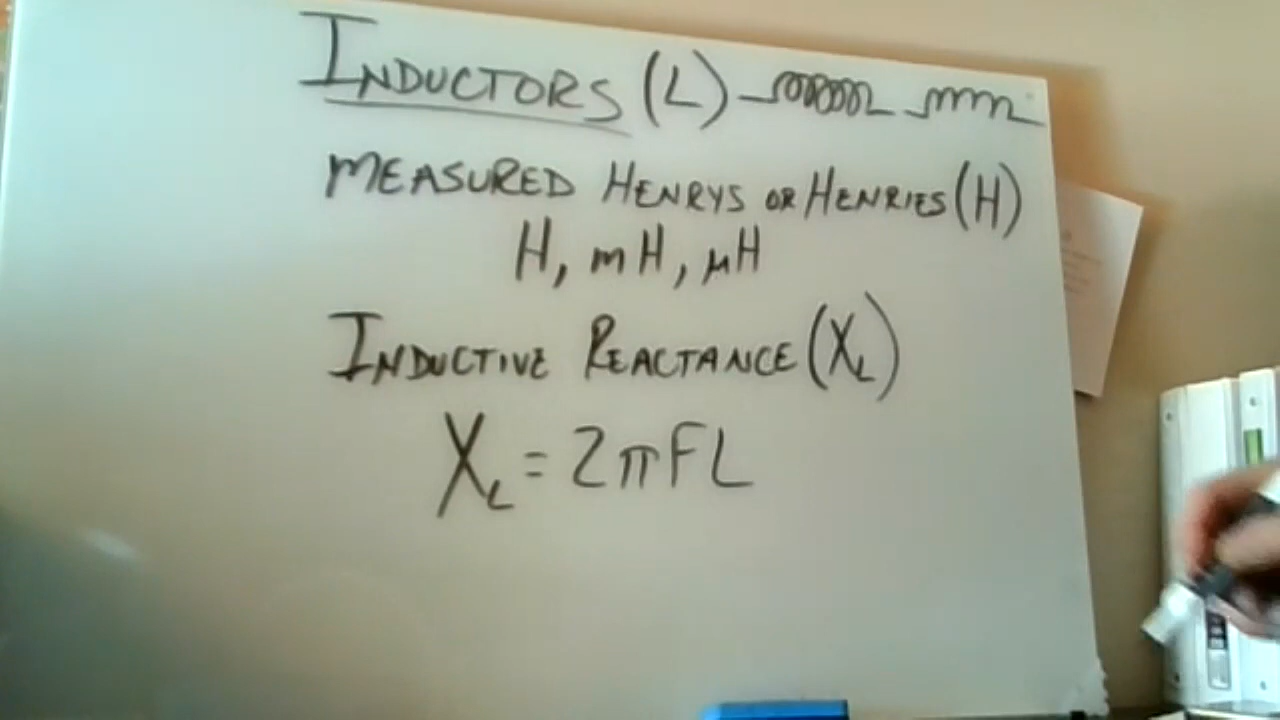 INDUCTORS (L)
MEASURED HENRYS OR HENRIES (H)
H, mH, μH
INDUCTIVE REACTANCE (XL)
XL = 2πFL